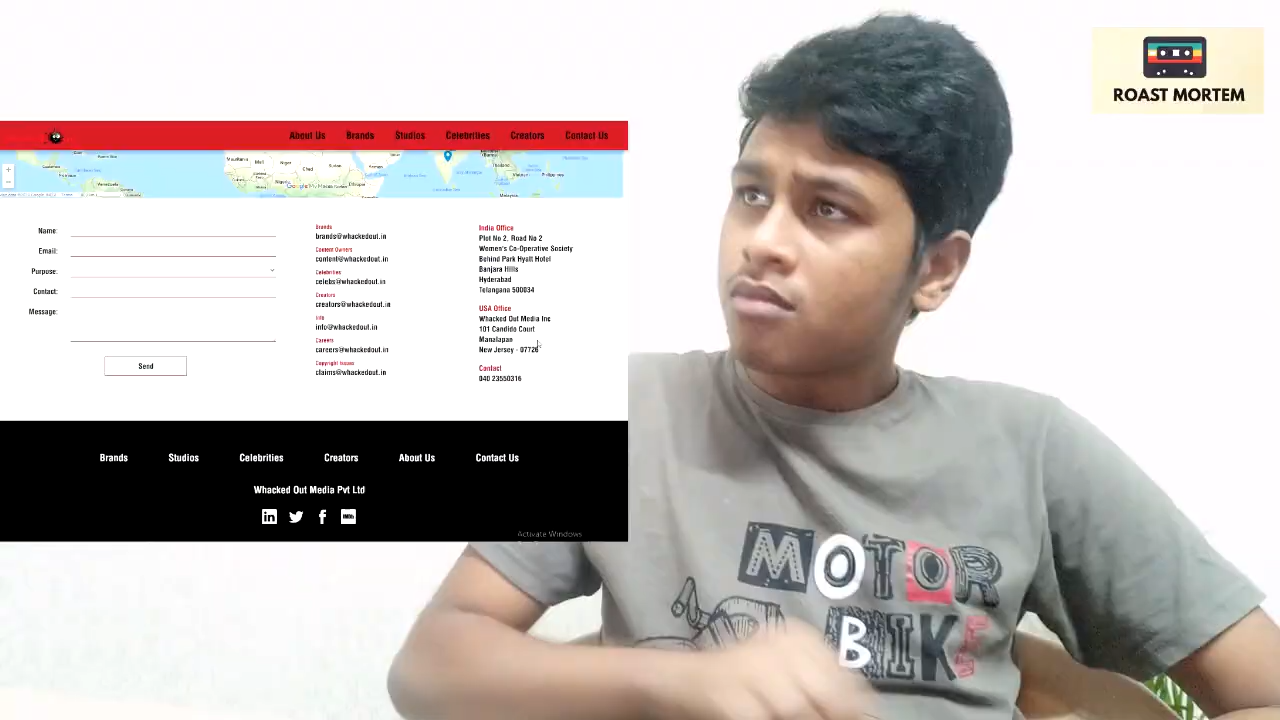 ROAST MORTEM
About Us
Brands
Studios
Celebrities
Creators
Contact Us
Name:
Email:
Purpose:
Contact:
Message:
Send
Brands
brands@whackedout.in
Content Owners
content@whackedout.in
Celebrities
celebs@whackedout.in
Creators
creators@whackedout.in
Info
info@whackedout.in
Careers
careers@whackedout.in
Copyright Issues
claims@whackedout.in
India Office
Plot No 2, Road No 2
Women's Co-Operative Society
Behind Park Hyatt Hotel
Banjara Hills
Hyderabad
Telangana 500034
USA Office
Whacked Out Media Inc
101 Candido Court
Manalapan
New Jersey - 07726
Contact
040 23550316
Brands
Studios
Celebrities
Creators
About Us
Contact Us
Whacked Out Media Pvt Ltd
in
f
IMDb
Activate Windows
MOTOR
BIKE